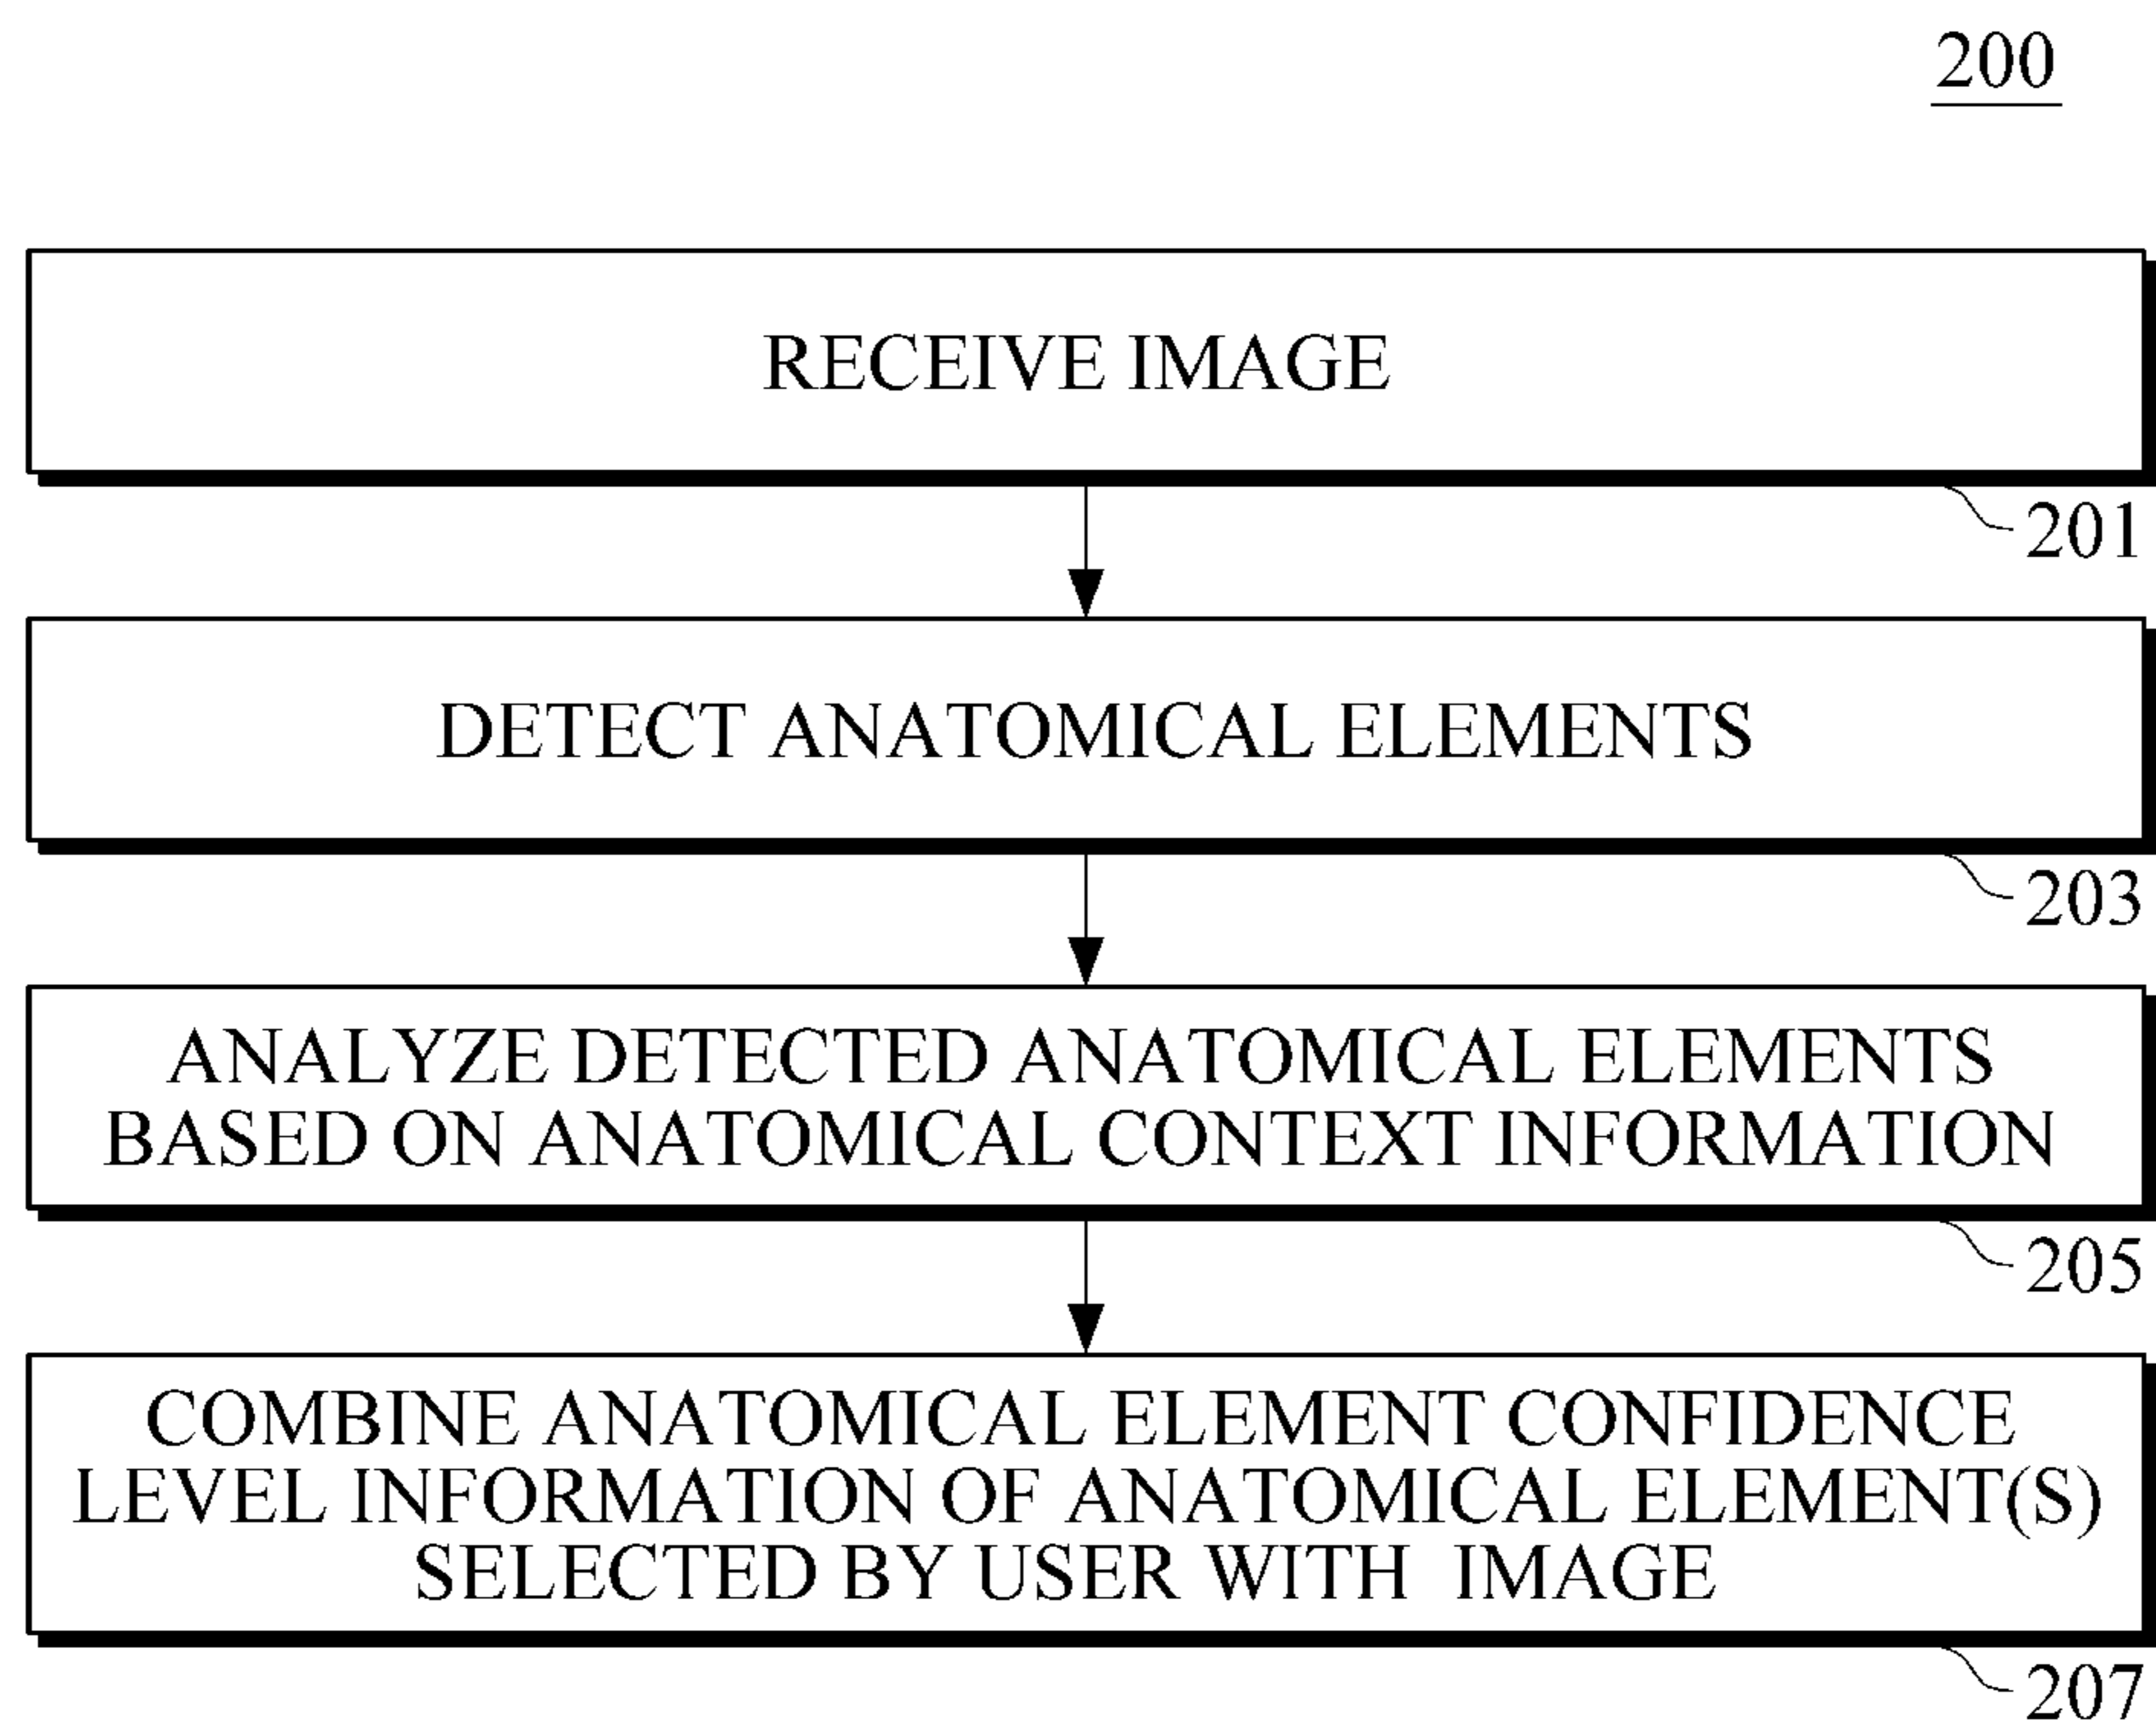 200
RECEIVE IMAGE
201
DETECT ANATOMICAL ELEMENTS
203
ANALYZE DETECTED ANATOMICAL ELEMENTS
BASED ON ANATOMICAL CONTEXT INFORMATION
205
COMBINE ANATOMICAL ELEMENT CONFIDENCE
LEVEL INFORMATION OF ANATOMICAL ELEMENT(S)
SELECTED BY USER WITH IMAGE
207